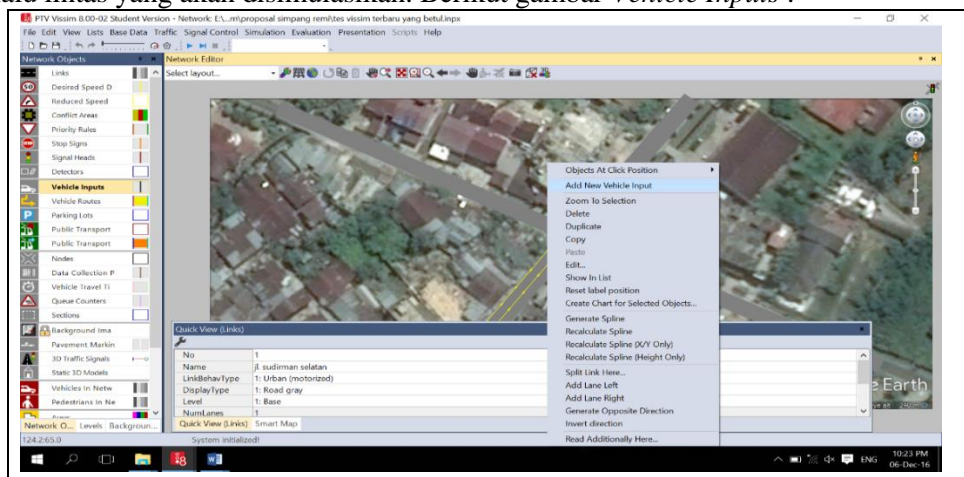 lalu lintas yang akan disimulasikan. Berikut gambar Vehicle Inputs :
PTV Vissim 8.00-02 Student Version - Network: E:\...m\proposal simpang remi\tes vissim terbaru yang betul.inpx
File Edit View Lists Base Data Traffic Signal Control Simulation Evaluation Presentation Scripts Help
Network Objects
Network Editor
Select layout...
Links
Desired Speed D
Reduced Speed
Conflict Areas
Priority Rules
Stop Signs
Signal Heads
Detectors
Vehicle Inputs
Vehicle Routes
Parking Lots
Public Transport
Public Transport
Nodes
Data Collection P
Vehicle Travel Ti
Queue Counters
Sections
Background Ima
Pavement Markin
3D Traffic Signals
Static 3D Models
Vehicles In Netw
Pedestrians In Ne
Areas
Network O... Levels Backgroun...
Objects At Click Position
Add New Vehicle Input
Zoom To Selection
Delete
Duplicate
Copy
Paste
Edit...
Show In List
Reset label position
Create Chart for Selected Objects...
Generate Spline
Recalculate Spline
Recalculate Spline (X/Y Only)
Recalculate Spline (Height Only)
Split Link Here...
Add Lane Left
Add Lane Right
Generate Opposite Direction
Invert direction
Read Additionally Here...
Quick View (Links)
No 1
Name jl. sudirman selatan
LinkBehavType 1: Urban (motorized)
DisplayType 1: Road gray
Level 1: Base
NumLanes 1
Quick View (Links) Smart Map
Earth
124.2:65.0 System initialized!
ENG
10:23 PM
06-Dec-16